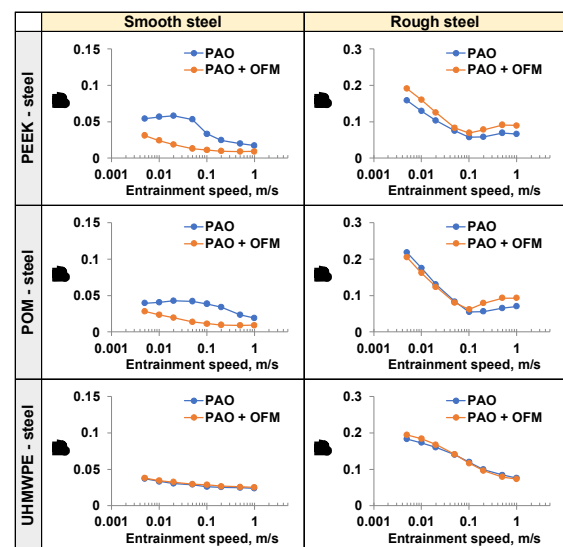 Smooth steel Rough steel
PEEK - steel
0.15
0.1
0.05
0
PAO
PAO + OFM
0.001 0.01 0.1 1
Entrainment speed, m/s
0.3
0.2
0.1
0
PAO
PAO + OFM
0.001 0.01 0.1 1
Entrainment speed, m/s
POM - steel
0.15
0.1
0.05
0
PAO
PAO + OFM
0.001 0.01 0.1 1
Entrainment speed, m/s
0.3
0.2
0.1
0
PAO
PAO + OFM
0.001 0.01 0.1 1
Entrainment speed, m/s
UHMWPE - steel
0.15
0.1
0.05
0
PAO
PAO + OFM
0.001 0.01 0.1 1
Entrainment speed, m/s
0.3
0.2
0.1
0
PAO
PAO + OFM
0.001 0.01 0.1 1
Entrainment speed, m/s